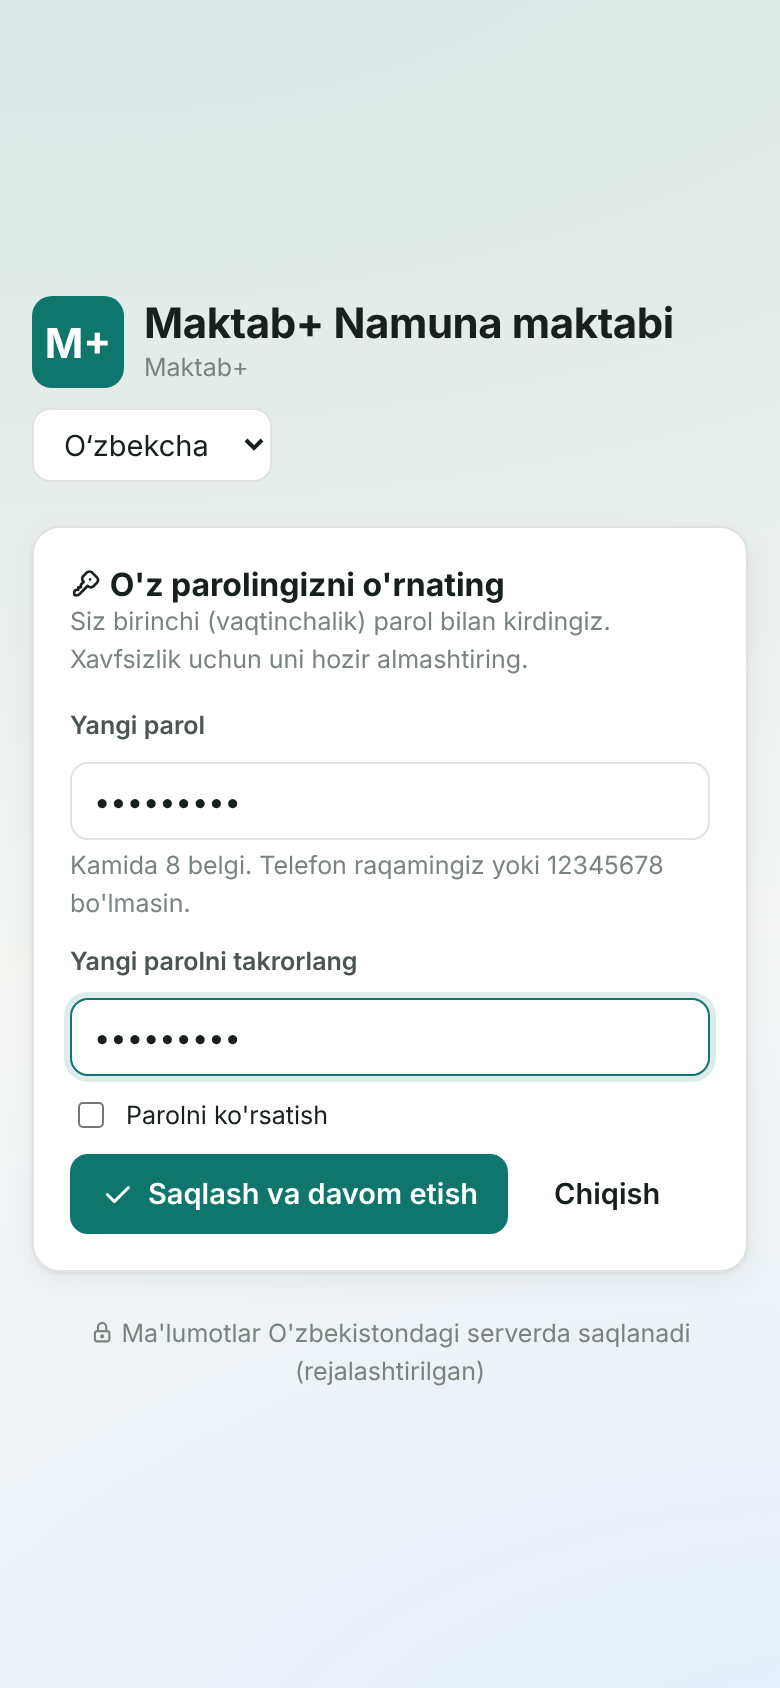 M+
Maktab+ Namuna maktabi
Maktab+
Oʻzbekcha
O'z parolingizni o'rnating
Siz birinchi (vaqtinchalik) parol bilan kirdingiz.
Xavfsizlik uchun uni hozir almashtiring.
Yangi parol
•••••••••
Kamida 8 belgi. Telefon raqamingiz yoki 12345678
bo'lmasin.
Yangi parolni takrorlang
•••••••••
Parolni ko'rsatish
Saqlash va davom etish
Chiqish
Ma'lumotlar O'zbekistondagi serverda saqlanadi
(rejalashtirilgan)